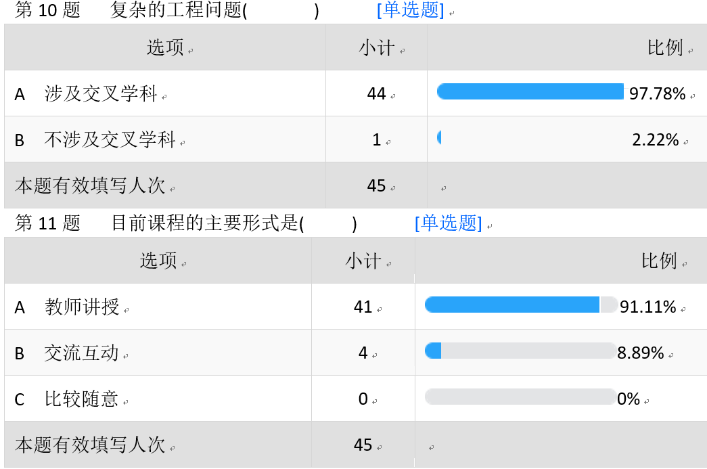 第 10 题 复杂的工程问题( ) [单选题]
选项 小计 比例
A 涉及交叉学科 44 97.78%
B 不涉及交叉学科 1 2.22%
本题有效填写人次 45
第 11 题 目前课程的主要形式是( ) [单选题]
选项 小计 比例
A 教师讲授 41 91.11%
B 交流互动 4 8.89%
C 比较随意 0 0%
本题有效填写人次 45